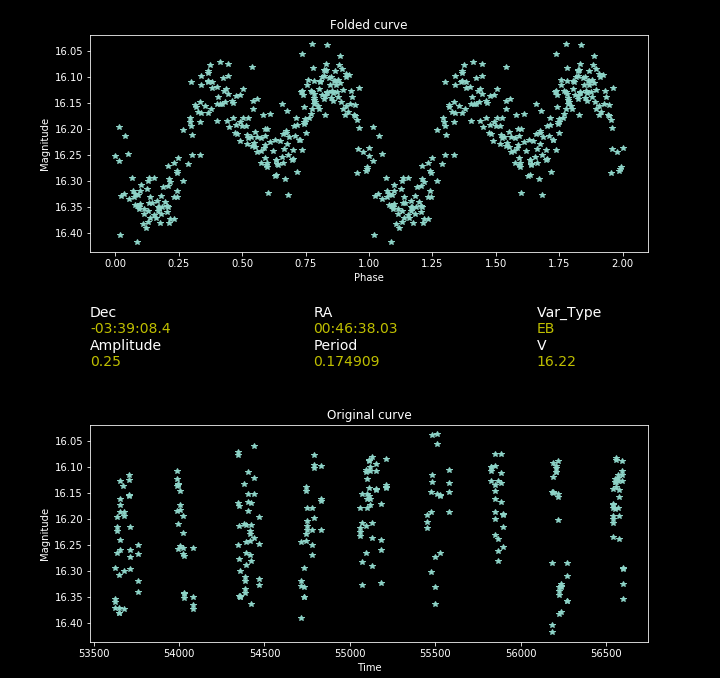 Folded curve
Magnitude
16.05
16.10
16.15
16.20
16.25
16.30
16.35
16.40
0.00 0.25 0.50 0.75 1.00 1.25 1.50 1.75 2.00
Phase
Dec RA Var_Type
-03:39:08.4 00:46:38.03 EB
Amplitude Period V
0.25 0.174909 16.22
Original curve
Magnitude
16.05
16.10
16.15
16.20
16.25
16.30
16.35
16.40
53500 54000 54500 55000 55500 56000 56500
Time